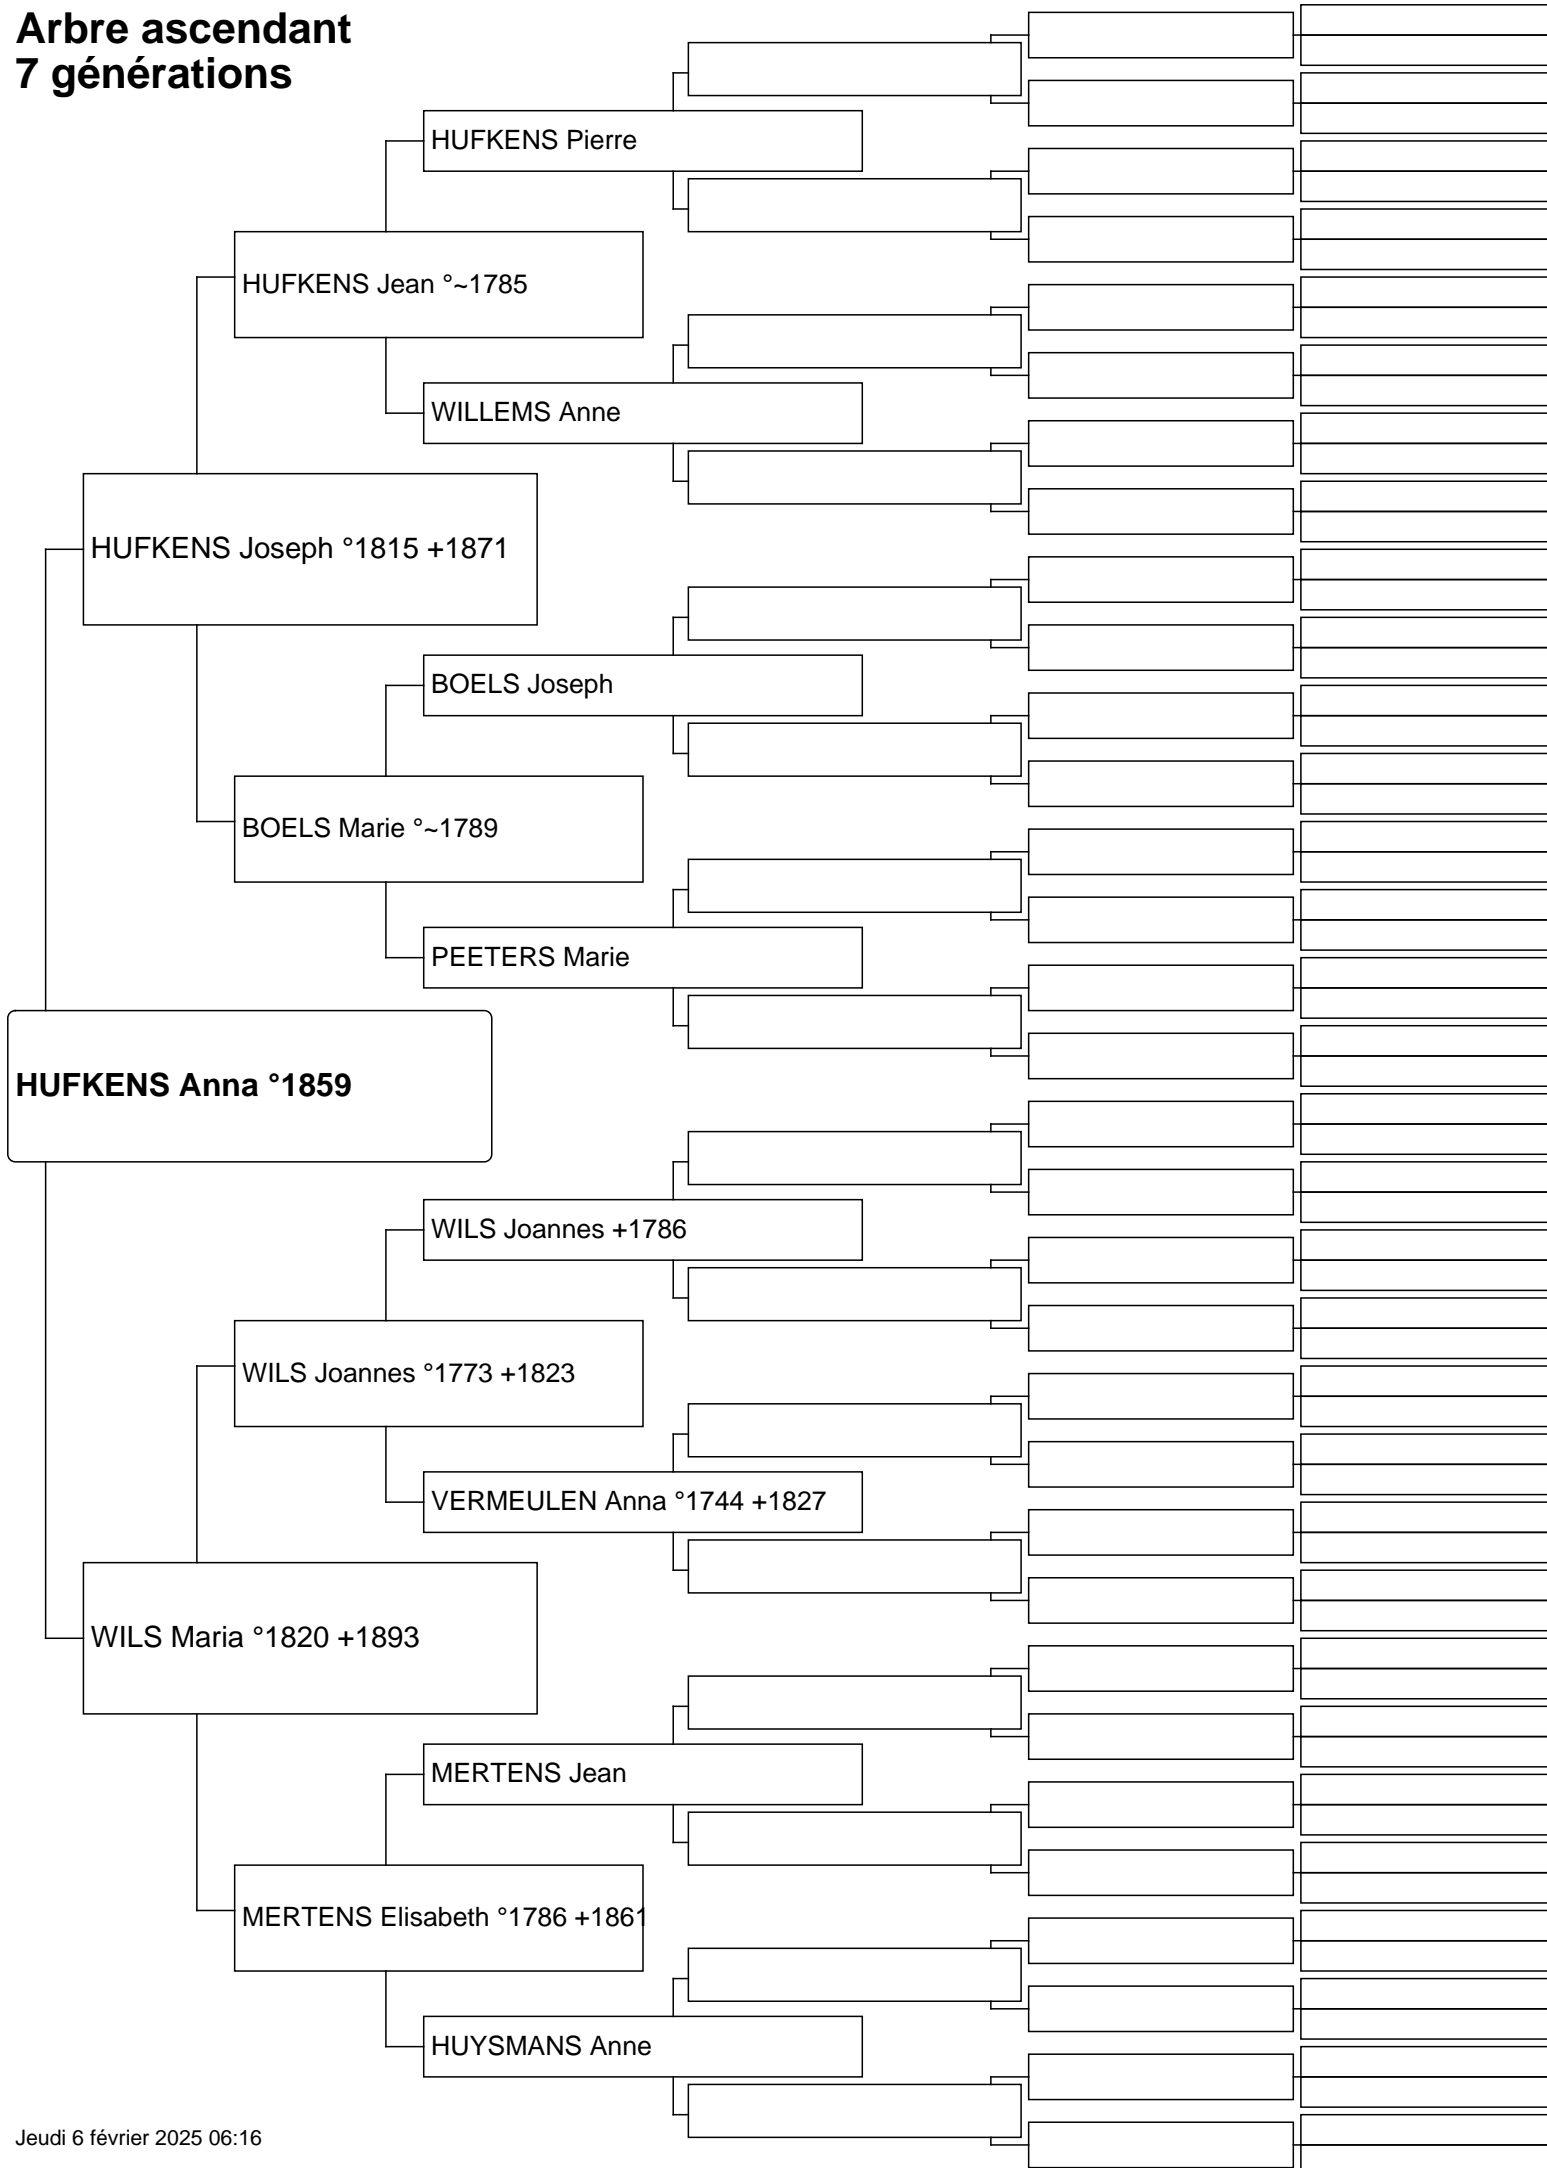 Arbre ascendant
7 générations
HUFKENS Pierre
HUFKENS Jean °~1785
WILLEMS Anne
HUFKENS Joseph °1815 +1871
BOELS Joseph
BOELS Marie °~1789
PEETERS Marie
HUFKENS Anna °1859
WILS Joannes +1786
WILS Joannes °1773 +1823
VERMEULEN Anna °1744 +1827
WILS Maria °1820 +1893
MERTENS Jean
MERTENS Elisabeth °1786 +1861
HUYSMANS Anne
Jeudi 6 février 2025 06:16